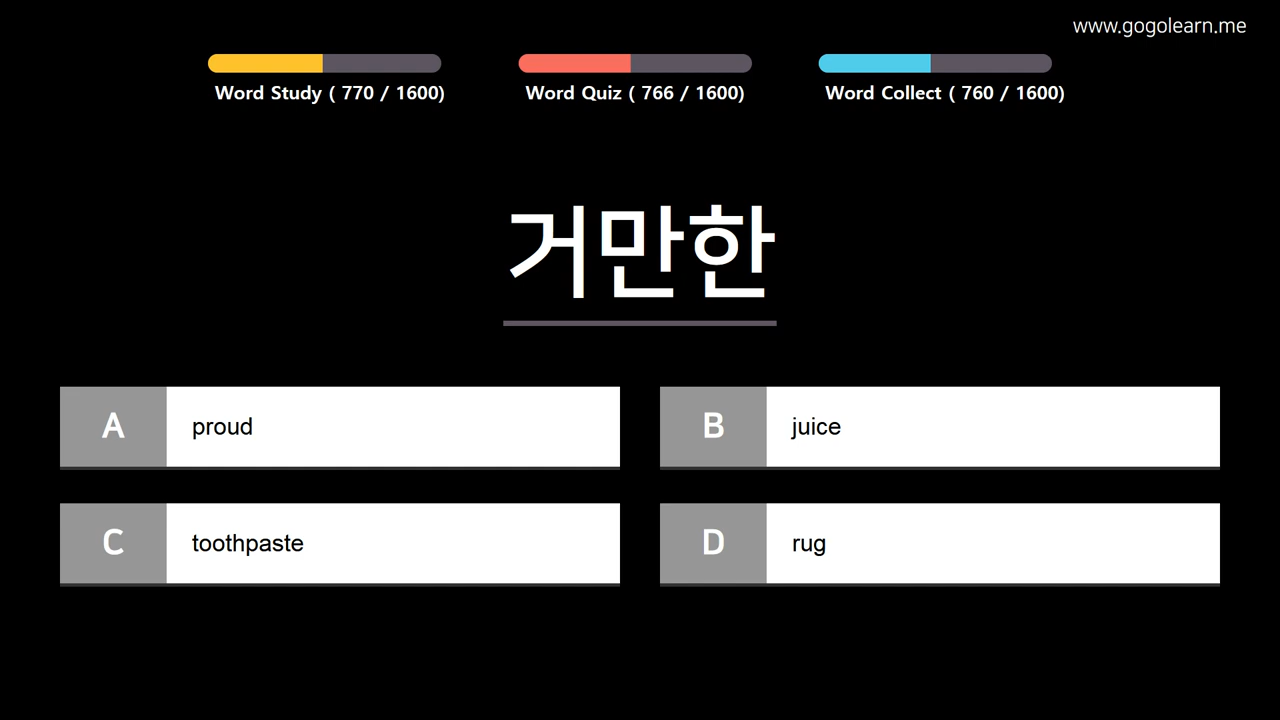 www.gogolearn.me
Word Study ( 770 / 1600)
Word Quiz ( 766 / 1600)
Word Collect ( 760 / 1600)
거만한
A proud
B juice
C toothpaste
D rug